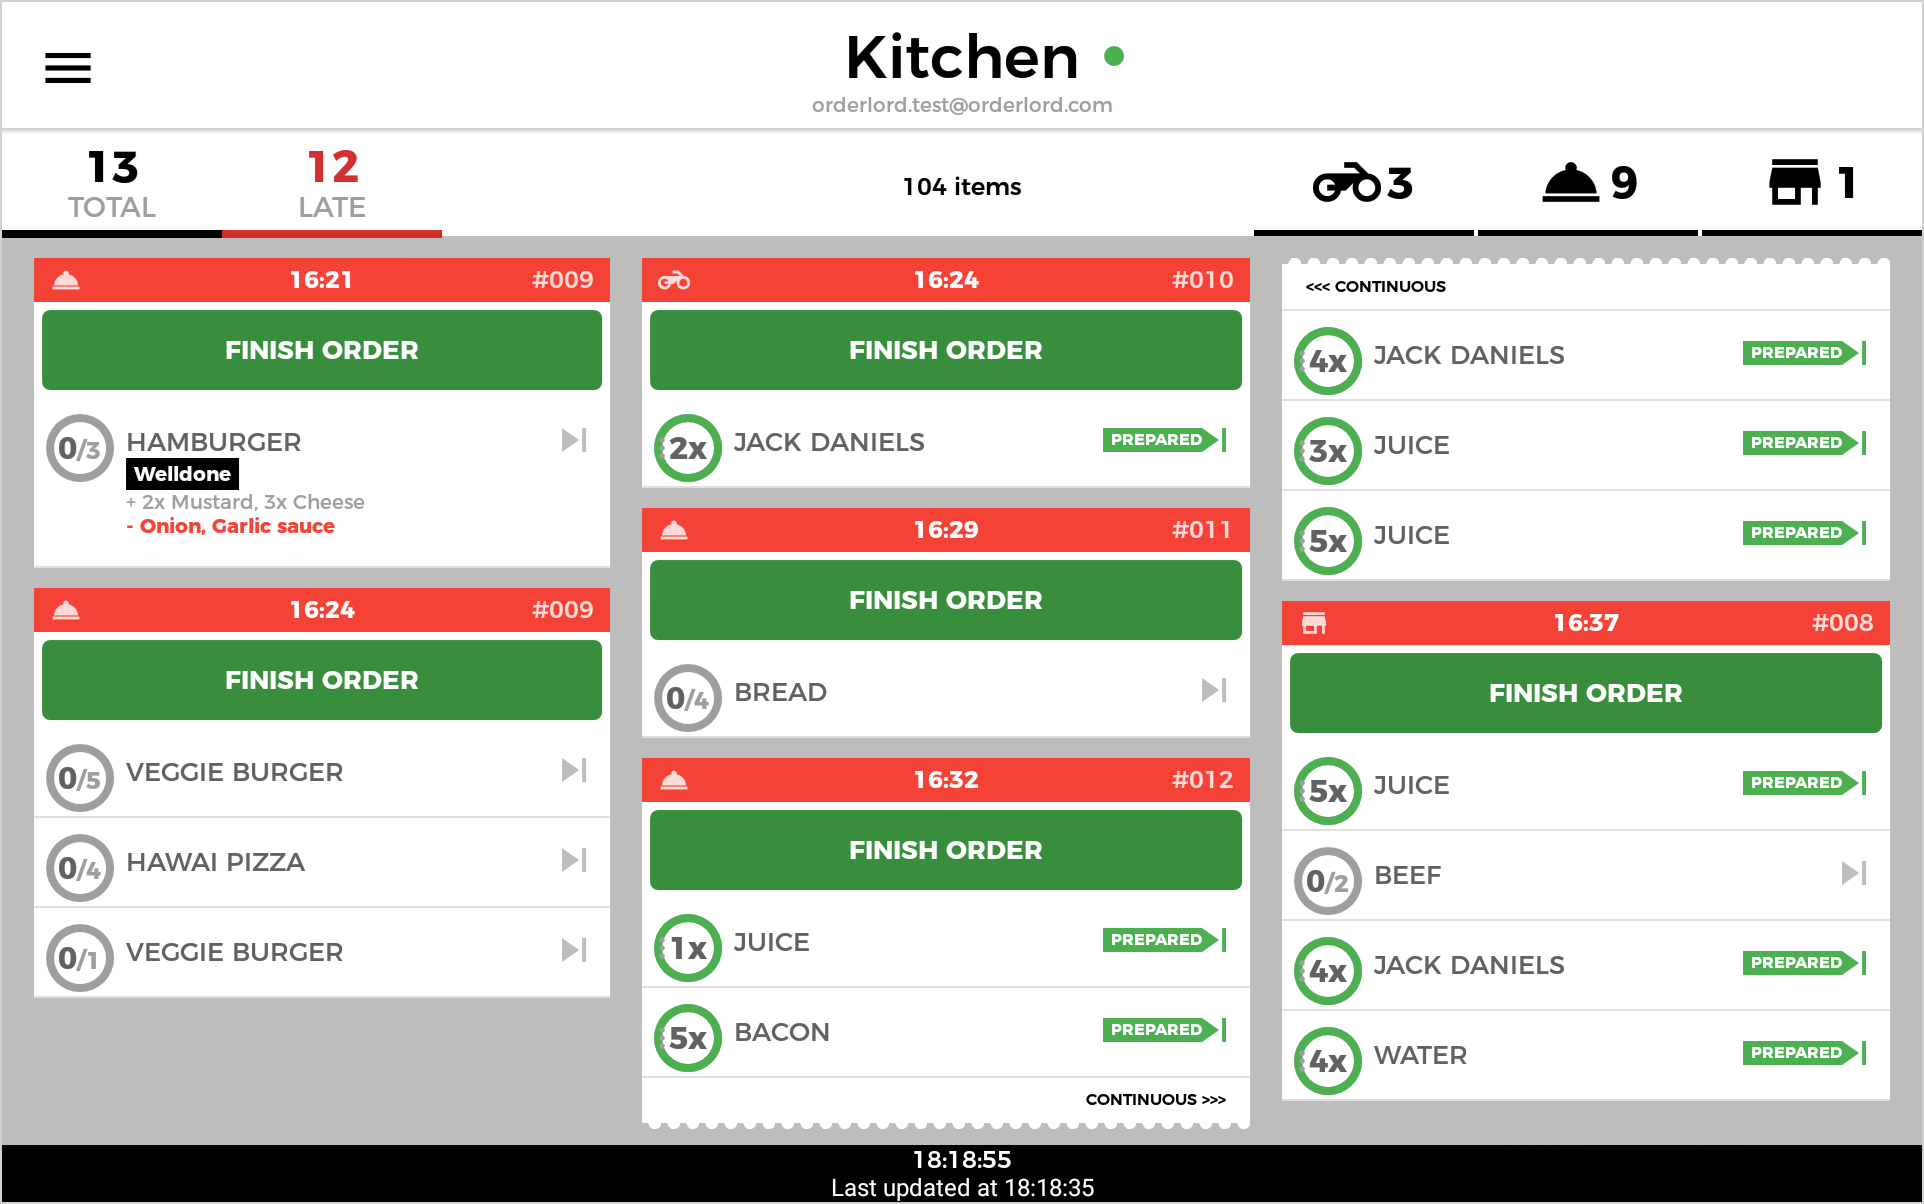 Kitchen
orderlord.test@orderlord.com
13
TOTAL
12
LATE
104 items
3
9
1
16:21 #009
FINISH ORDER
0/3 HAMBURGER
Welldone
+ 2x Mustard, 3x Cheese
- Onion, Garlic sauce
16:24 #009
FINISH ORDER
0/5 VEGGIE BURGER
0/4 HAWAI PIZZA
0/1 VEGGIE BURGER
16:24 #010
FINISH ORDER
2x JACK DANIELS PREPARED
16:29 #011
FINISH ORDER
0/4 BREAD
16:32 #012
FINISH ORDER
1x JUICE PREPARED
5x BACON PREPARED
CONTINUOUS >>>
<<< CONTINUOUS
4x JACK DANIELS PREPARED
3x JUICE PREPARED
5x JUICE PREPARED
16:37 #008
FINISH ORDER
5x JUICE PREPARED
0/2 BEEF
4x JACK DANIELS PREPARED
4x WATER PREPARED
18:18:55
Last updated at 18:18:35